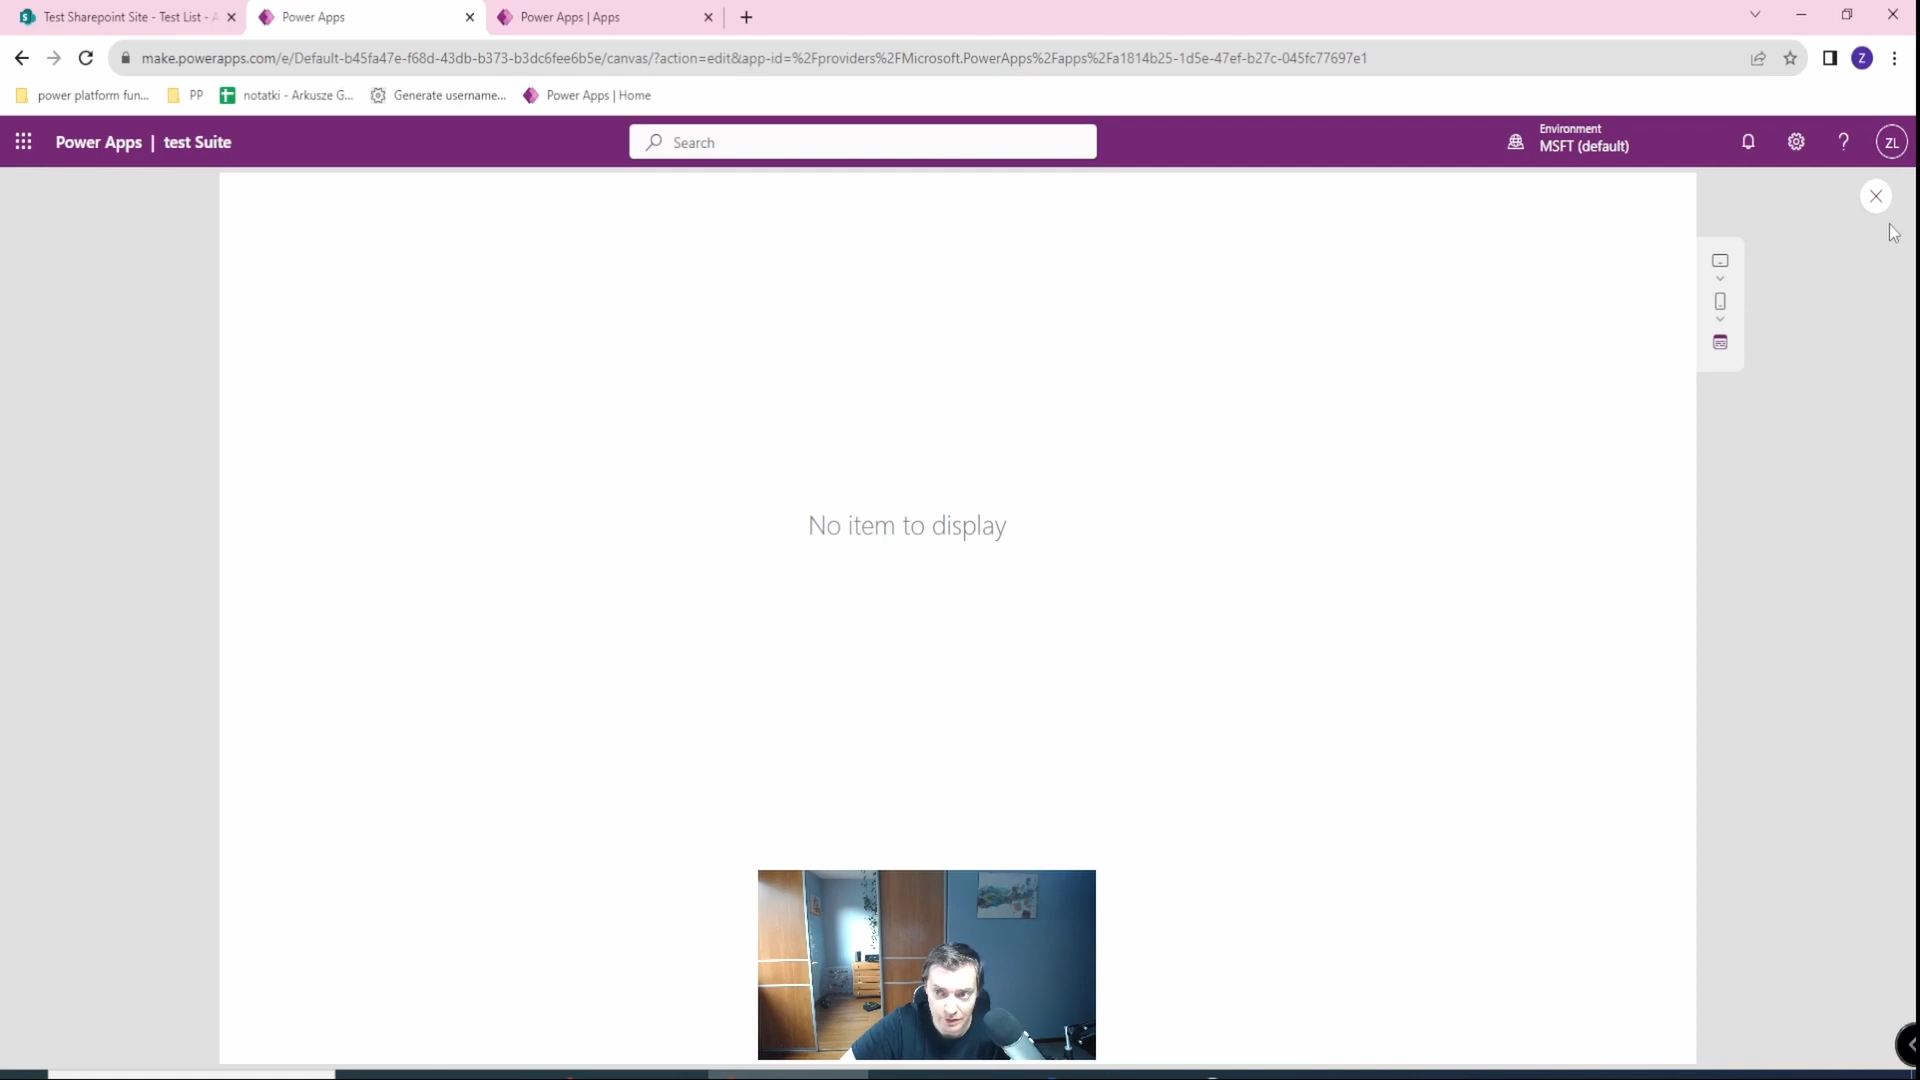 Test Sharepoint Site - Test List -
Power Apps
Power Apps | Apps
make.powerapps.com/e/Default-b45fa47e-f68d-43db-b373-b3dc6fee6b5e/canvas/?action=edit&app-id=%2Fproviders%2FMicrosoft.PowerApps%2Fapps%2Fa1814b25-1d5e-47ef-b27c-045fc77697e1
Z
power platform fun...
PP
notatki - Arkusze G...
Generate username...
Power Apps | Home
Power Apps | test Suite
Search
Environment
MSFT (default)
?
ZL
No item to display